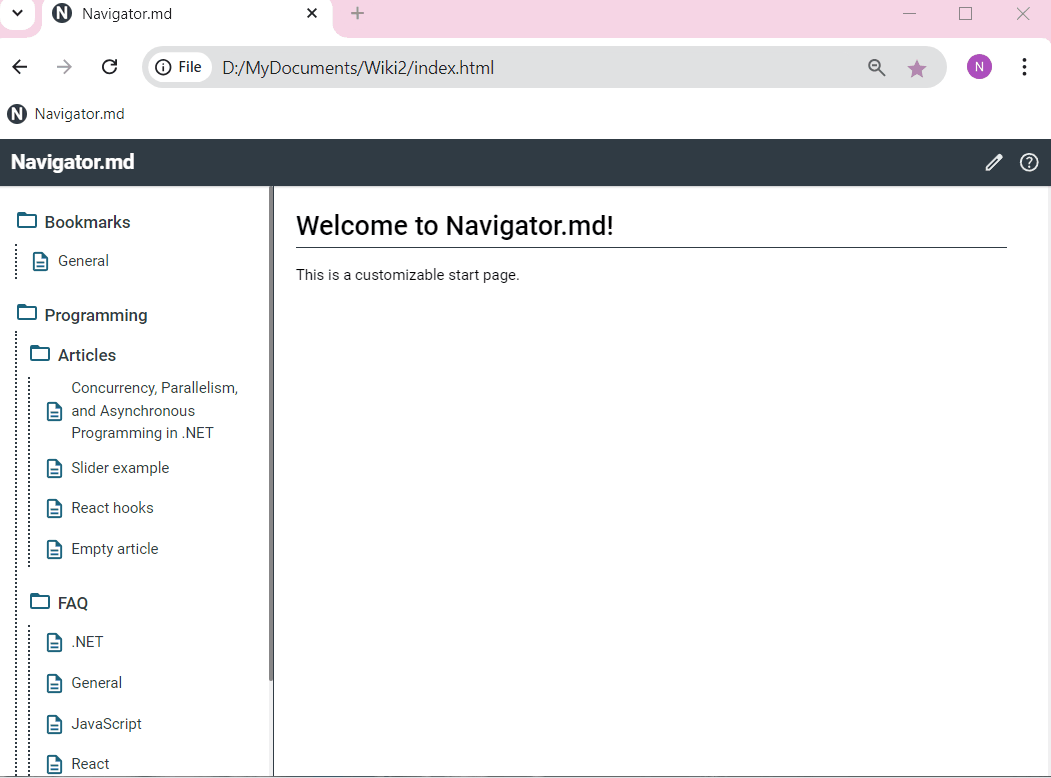 N Navigator.md
File D:/MyDocuments/Wiki2/index.html N
N Navigator.md
Navigator.md
Bookmarks
General
Programming
Articles
Concurrency, Parallelism,
and Asynchronous
Programming in .NET
Slider example
React hooks
Empty article
FAQ
.NET
General
JavaScript
React
Welcome to Navigator.md!
This is a customizable start page.